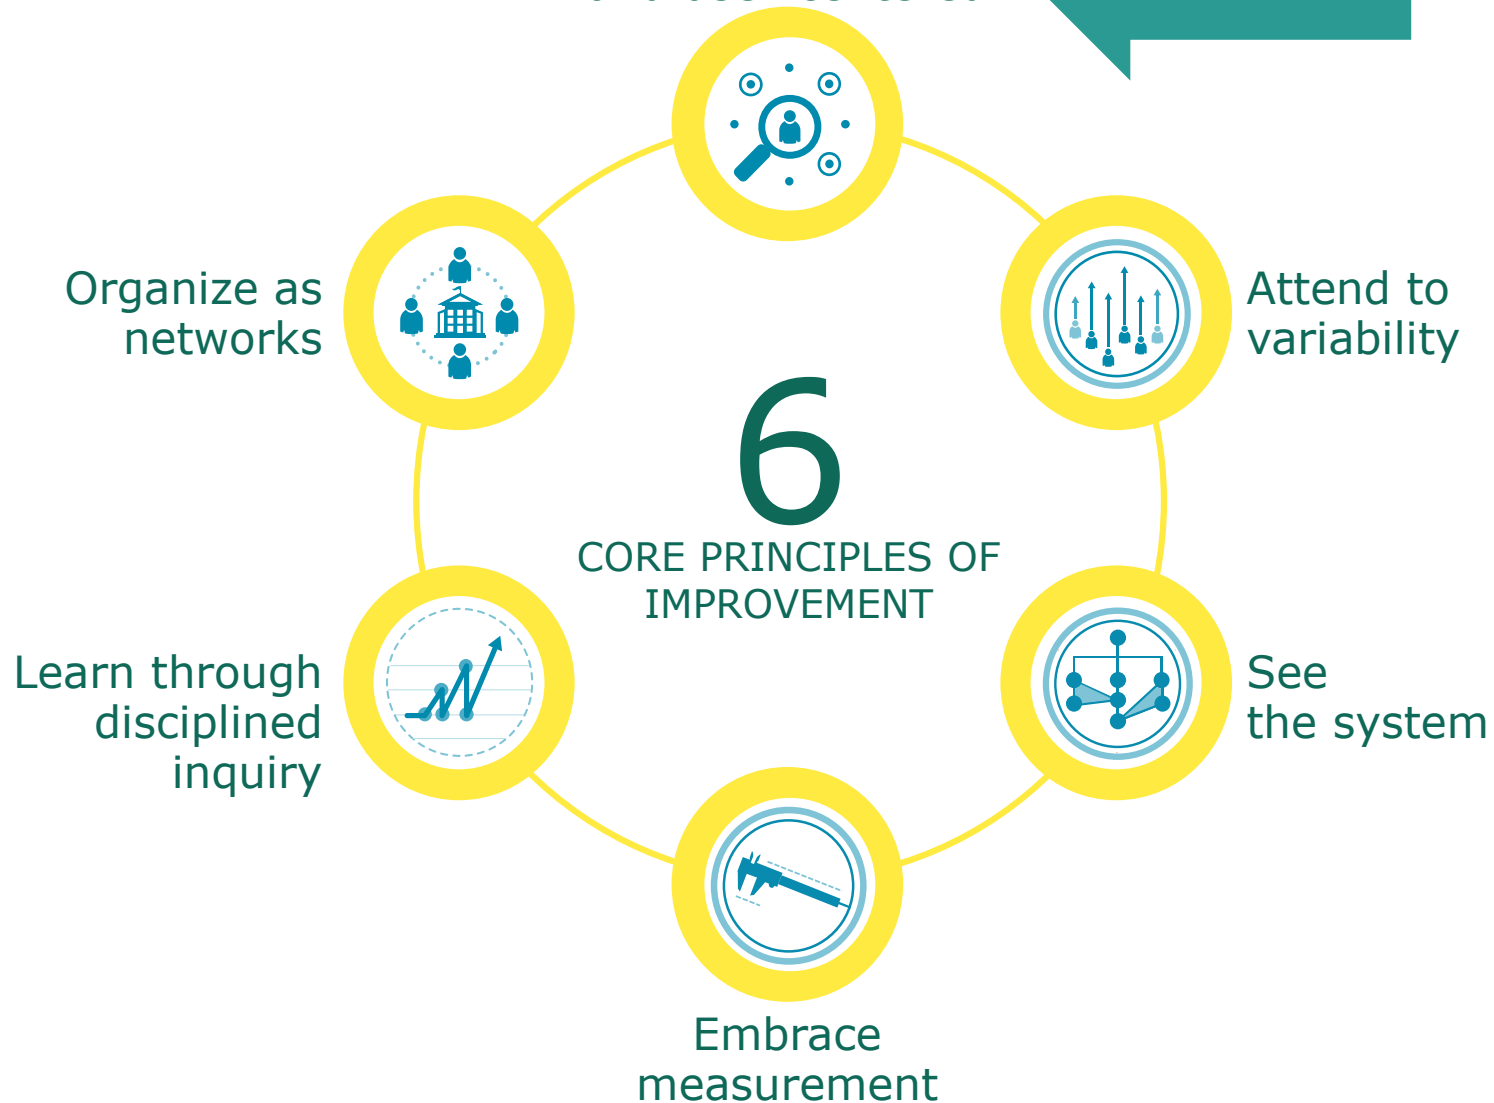 Organize as
networks
Attend to
variability
6
CORE PRINCIPLES OF
IMPROVEMENT
Learn through
disciplined
inquiry
See
the system
Embrace
measurement